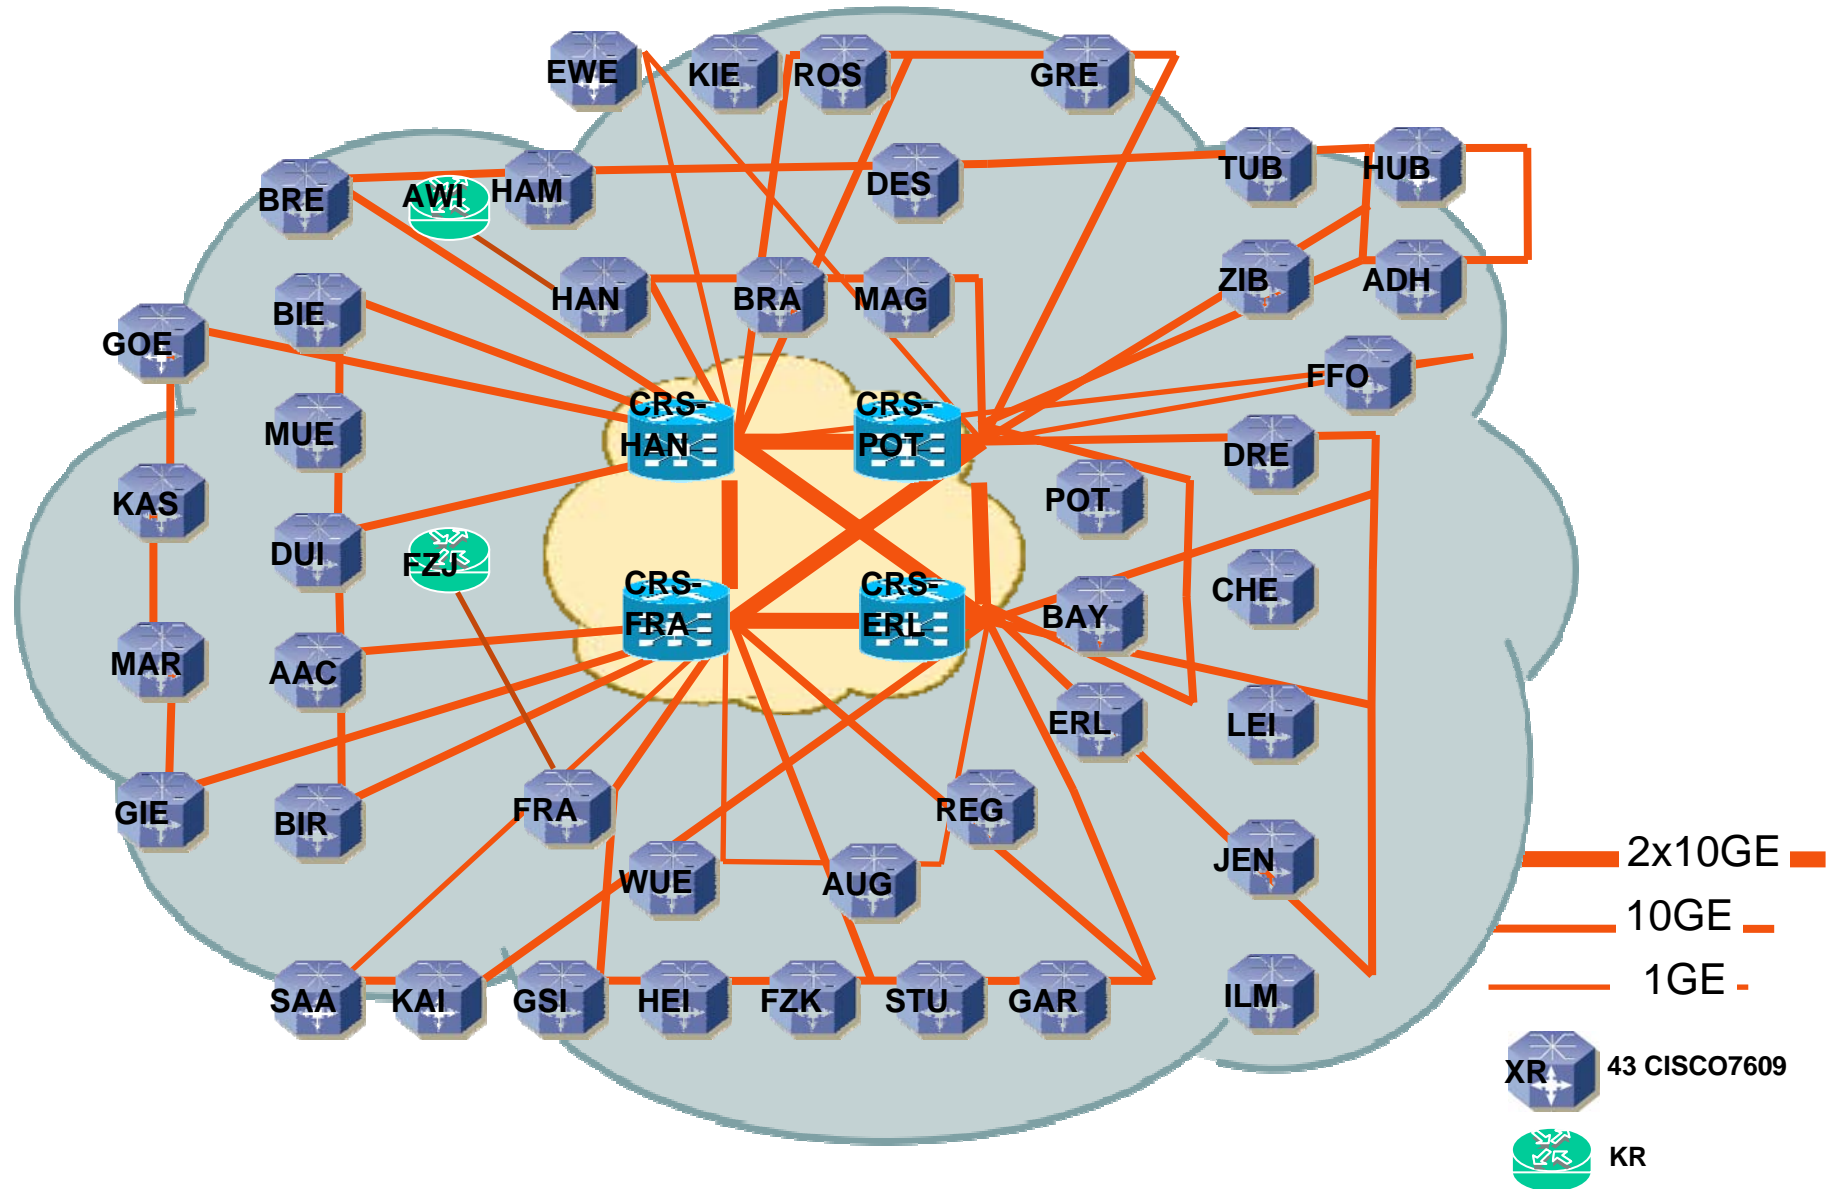 EWE
KIE
ROS
GRE
BRE
AWI
HAM
DES
TUB
HUB
GOE
BIE
HAN
BRA
MAG
ZIB
ADH
FFO
MUE
CRS-
HAN
CRS-
POT
DRE
KAS
POT
DUI
FZJ
CRS-
FRA
CRS-
ERL
BAY
CHE
MAR
AAC
ERL
LEI
GIE
BIR
FRA
REG
WUE
AUG
JEN
SAA
KAI
GSI
HEI
FZK
STU
GAR
ILM
2x10GE
10GE
1GE
XR
43 CISCO7609
KR